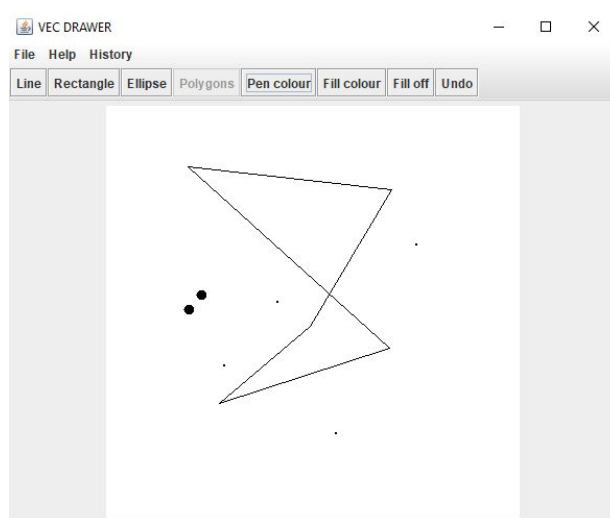 VEC DRAWER
File Help History
Line Rectangle Ellipse Polygons Pen colour Fill colour Fill off Undo